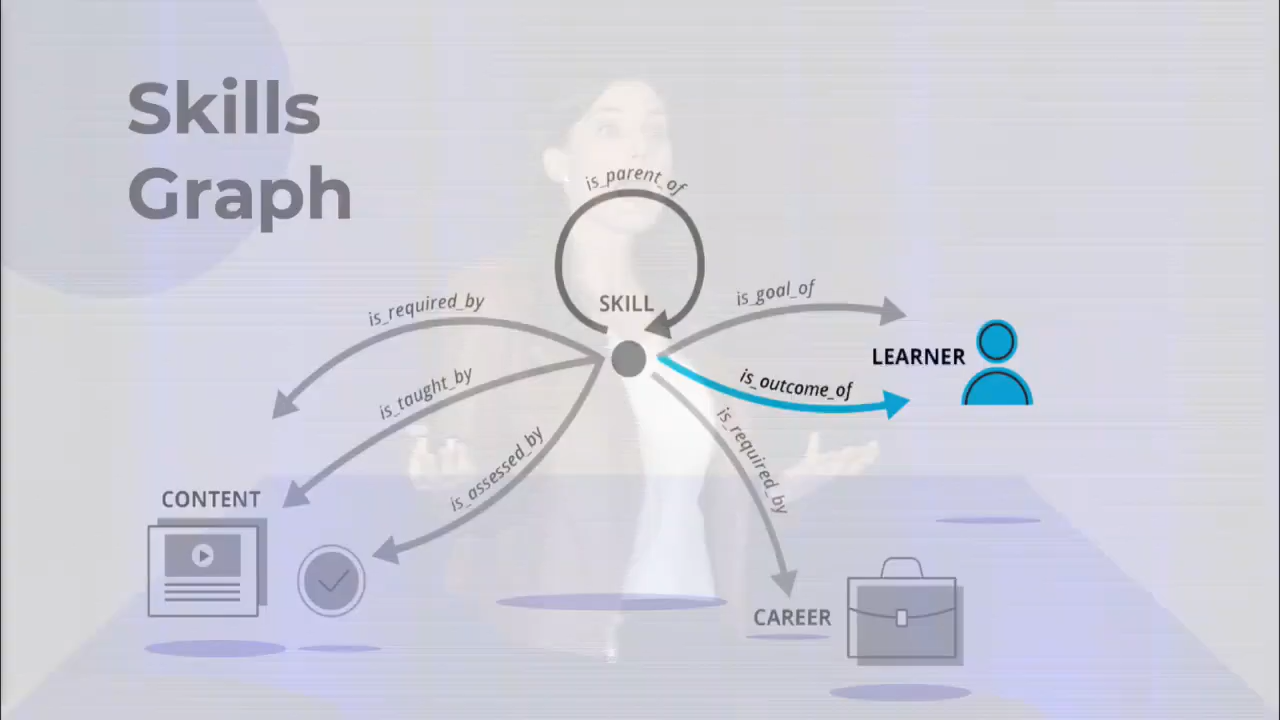 Skills
Graph
is_parent_of
SKILL
is_required_by
is_goal_of
is_taught_by
LEARNER
is_outcome_of
is_assessed_by
is_required_by
CONTENT
CAREER